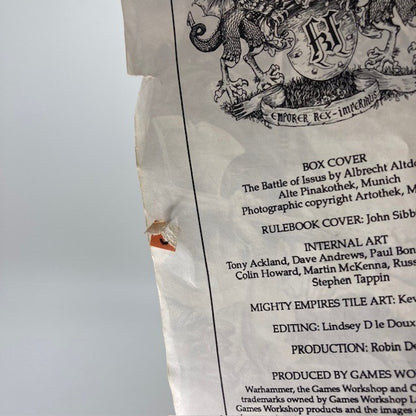 EMPORER REX-IMPERIALIS
BOX COVER
The Battle of Issus by Albrecht Altdo
Alte Pinakothek, Munich
Photographic copyright Artothek, M
RULEBOOK COVER: John Sibb
INTERNAL ART
Tony Ackland, Dave Andrews, Paul Bon
Colin Howard, Martin McKenna, Russ
Stephen Tappin
MIGHTY EMPIRES TILE ART: Kev
EDITING: Lindsey D le Doux
PRODUCTION: Robin De
PRODUCED BY GAMES WO
Warhammer, the Games Workshop and C
trademarks owned by Games Workshop L
Games Workshop products and the images c